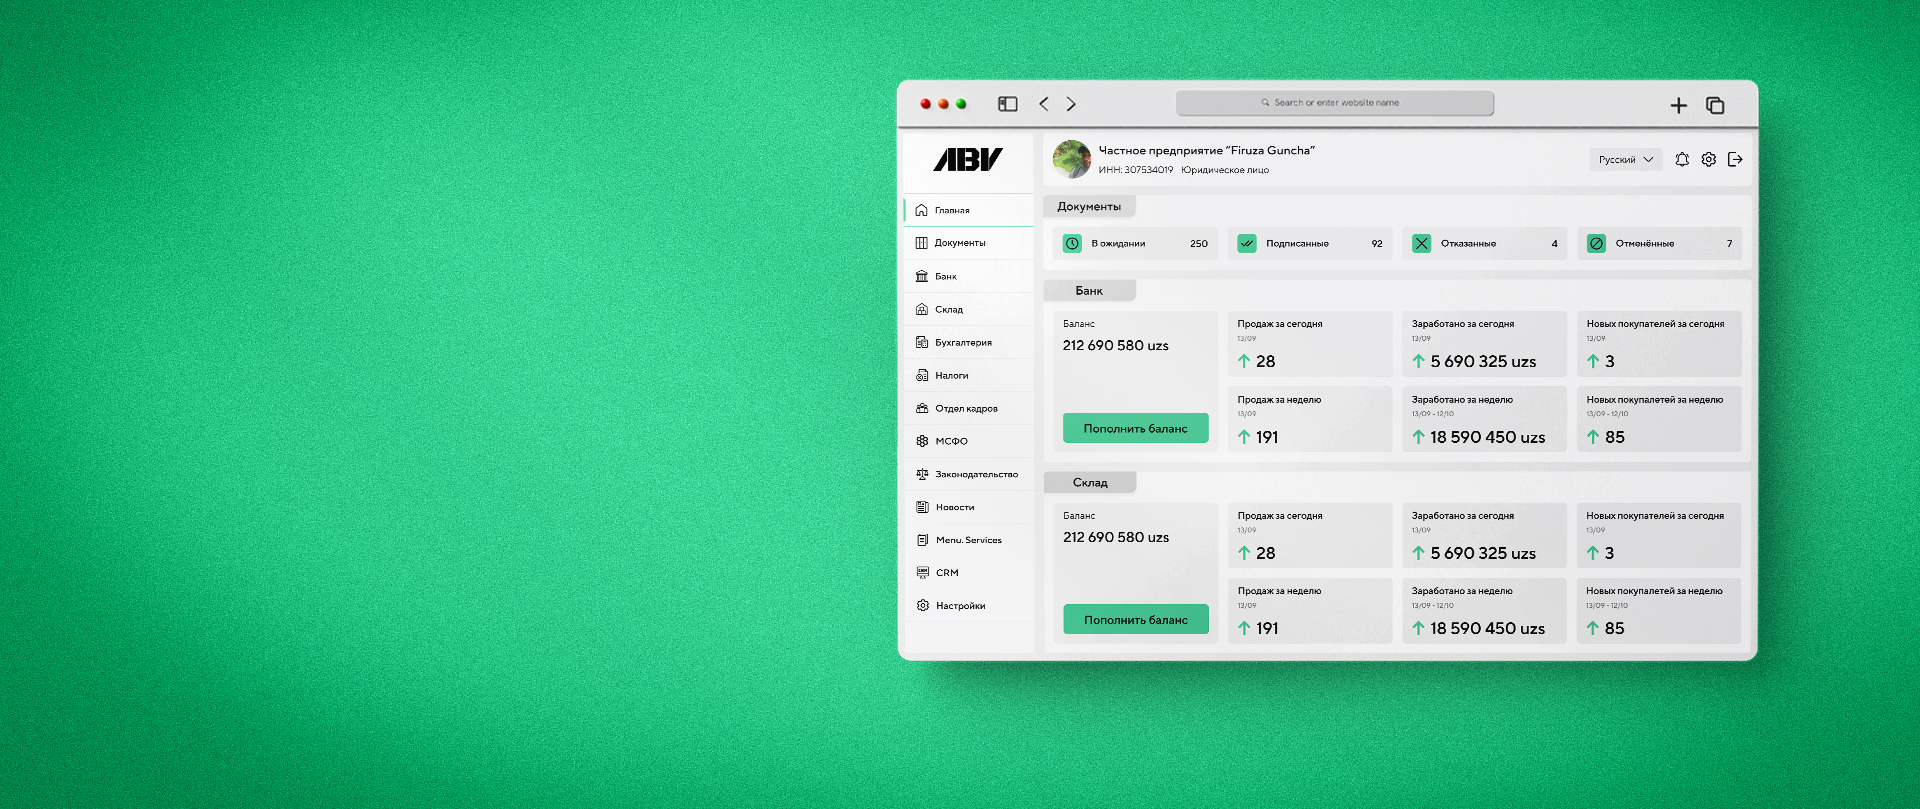 Search or enter website name
ABV
Частное предприятие “Firuza Guncha”
ИНН: 307534019 Юридическое лицо
Русский
Главная
Документы
Банк
Склад
Бухгалтерия
Налоги
Отдел кадров
МСФО
Законодательство
Новости
Menu. Services
CRM
Настройки
Документы
В ожидании 250
Подписанные 92
Отказанные 4
Отменённые 7
Банк
Баланс
212 690 580 uzs
Пополнить баланс
Продаж за сегодня
13/09
28
Заработано за сегодня
13/09
5 690 325 uzs
Новых покупателей за сегодня
13/09
3
Продаж за неделю
13/09
191
Заработано за неделю
13/09 - 12/10
18 590 450 uzs
Новых покупалетей за неделю
13/09 - 12/10
85
Склад
Баланс
212 690 580 uzs
Пополнить баланс
Продаж за сегодня
13/09
28
Заработано за сегодня
13/09
5 690 325 uzs
Новых покупателей за сегодня
13/09
3
Продаж за неделю
13/09
191
Заработано за неделю
13/09 - 12/10
18 590 450 uzs
Новых покупалетей за неделю
13/09 - 12/10
85